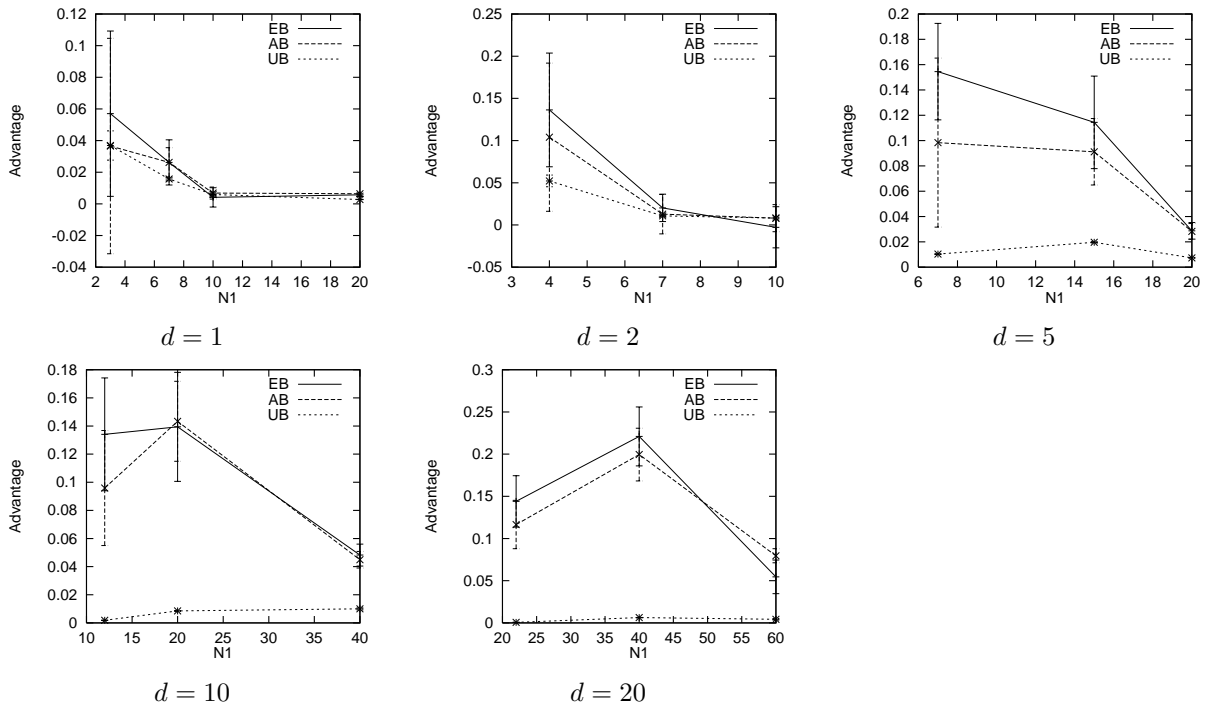 0.12
0.1
0.08
0.06
0.04
0.02
0
-0.02
-0.04
Advantage
EB
AB
UB
2 4 6 8 10 12 14 16 18 20
N1
d = 1
0.25
0.2
0.15
0.1
0.05
0
-0.05
Advantage
EB
AB
UB
3 4 5 6 7 8 9 10
N1
d = 2
0.2
0.18
0.16
0.14
0.12
0.1
0.08
0.06
0.04
0.02
0
Advantage
EB
AB
UB
6 8 10 12 14 16 18 20
N1
d = 5
0.18
0.16
0.14
0.12
0.1
0.08
0.06
0.04
0.02
0
Advantage
EB
AB
UB
10 15 20 25 30 35 40
N1
d = 10
0.3
0.25
0.2
0.15
0.1
0.05
0
Advantage
EB
AB
UB
20 25 30 35 40 45 50 55 60
N1
d = 20